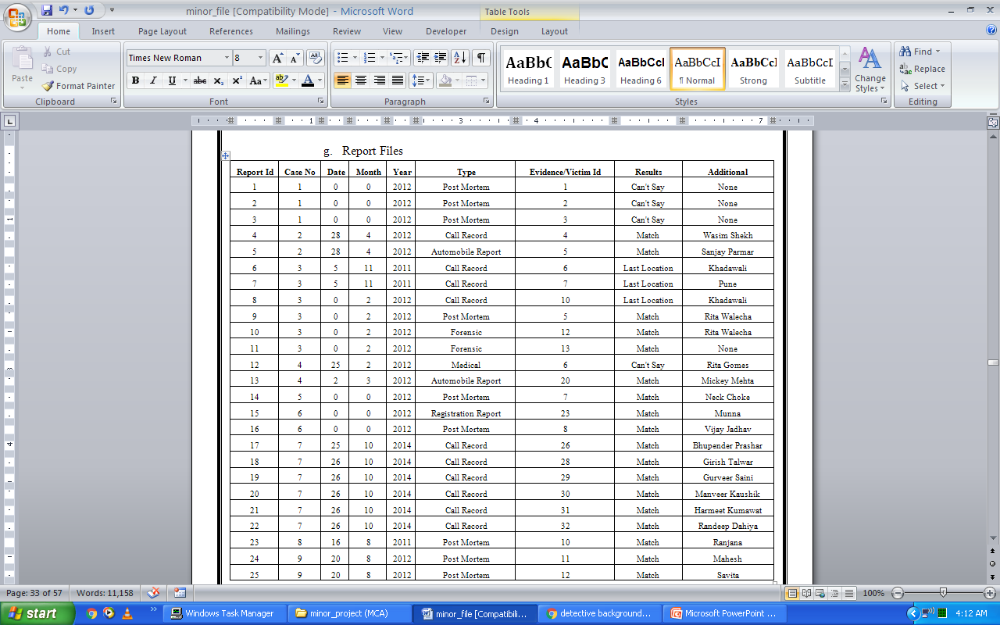 minor_file [Compatibility Mode] - Microsoft Word
Table Tools
Home Insert Page Layout References Mailings Review View Developer Design Layout
Paste
Cut
Copy
Format Painter
Clipboard
Times New Roman 8
Font
Paragraph
AaBb( AaBbC AaBbCcI AaBbCcI AaBbCcl AaBbCcI
Heading 1 Heading 3 Heading 6 ¶ Normal Strong Subtitle
Change Styles
Styles
Find
Replace
Select
Editing
1 3 4 7
g. Report Files
Report Id Case No Date Month Year Type Evidence/Victim Id Results Additional
1 1 0 0 2012 Post Mortem 1 Can't Say None
2 1 0 0 2012 Post Mortem 2 Can't Say None
3 1 0 0 2012 Post Mortem 3 Can't Say None
4 2 28 4 2012 Call Record 4 Match Wasim Shekh
5 2 28 4 2012 Automobile Report 5 Match Sanjay Parmar
6 3 5 11 2011 Call Record 6 Last Location Khadawali
7 3 5 11 2011 Call Record 7 Last Location Pune
8 3 0 2 2012 Call Record 10 Last Location Khadawali
9 3 0 2 2012 Post Mortem 5 Match Rita Walecha
10 3 0 2 2012 Forensic 12 Match Rita Walecha
11 3 0 2 2012 Forensic 13 Match None
12 4 25 2 2012 Medical 6 Can't Say Rita Gomes
13 4 2 3 2012 Automobile Report 20 Match Mickey Mehta
14 5 0 0 2012 Post Mortem 7 Match Neck Choke
15 6 0 0 2012 Registration Report 23 Match Munna
16 6 0 0 2012 Post Mortem 8 Match Vijay Jadhav
17 7 25 10 2014 Call Record 26 Match Bhupender Prashar
18 7 26 10 2014 Call Record 28 Match Girish Talwar
19 7 26 10 2014 Call Record 29 Match Gurveer Saini
20 7 26 10 2014 Call Record 30 Match Manveer Kaushik
21 7 26 10 2014 Call Record 31 Match Harmeet Kumawat
22 7 26 10 2014 Call Record 32 Match Randeep Dahiya
23 8 16 8 2011 Post Mortem 10 Match Ranjana
24 9 20 8 2012 Post Mortem 11 Match Mahesh
25 9 20 8 2012 Post Mortem 12 Match Savita
Page: 33 of 57 Words: 11,158 100%
start Windows Task Manager minor_project (MCA) minor_file [Compatibili... detective background... Microsoft PowerPoint ... 4:12 AM